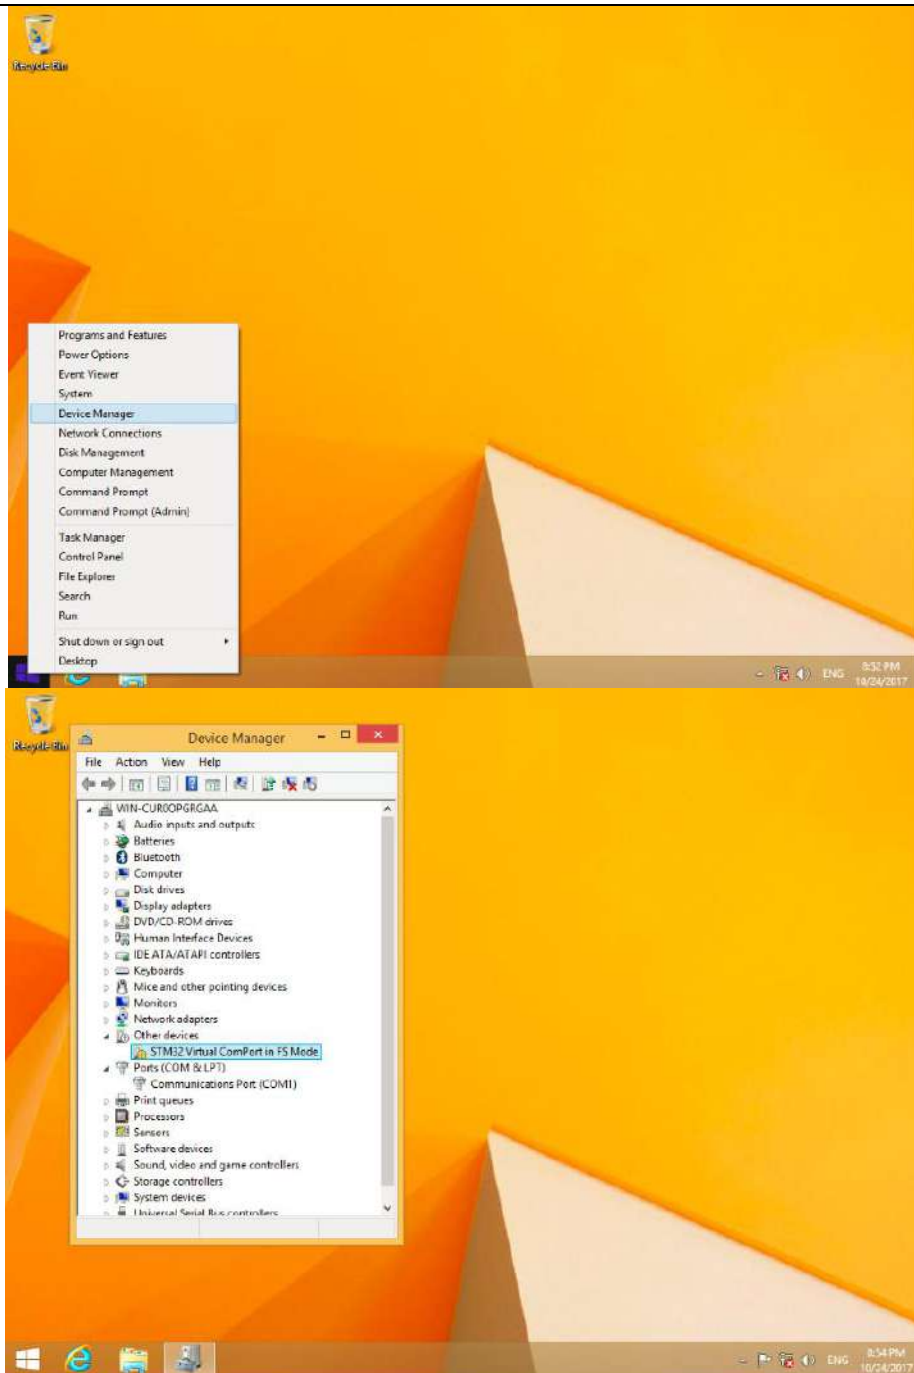 Recycle Bin
Programs and Features
Power Options
Event Viewer
System
Device Manager
Network Connections
Disk Management
Computer Management
Command Prompt
Command Prompt (Admin)
Task Manager
Control Panel
File Explorer
Search
Run
Shut down or sign out
Desktop
ENG
8:52 PM
10/24/2017
Recycle Bin
Device Manager
File Action View Help
WIN-CUR0OPGRGAA
Audio inputs and outputs
Batteries
Bluetooth
Computer
Disk drives
Display adapters
DVD/CD-ROM drives
Human Interface Devices
IDE ATA/ATAPI controllers
Keyboards
Mice and other pointing devices
Monitors
Network adapters
Other devices
STM32 Virtual ComPort in FS Mode
Ports (COM & LPT)
Communications Port (COM1)
Print queues
Processors
Sensors
Software devices
Sound, video and game controllers
Storage controllers
System devices
Universal Serial Bus controllers
ENG
8:54 PM
10/24/2017